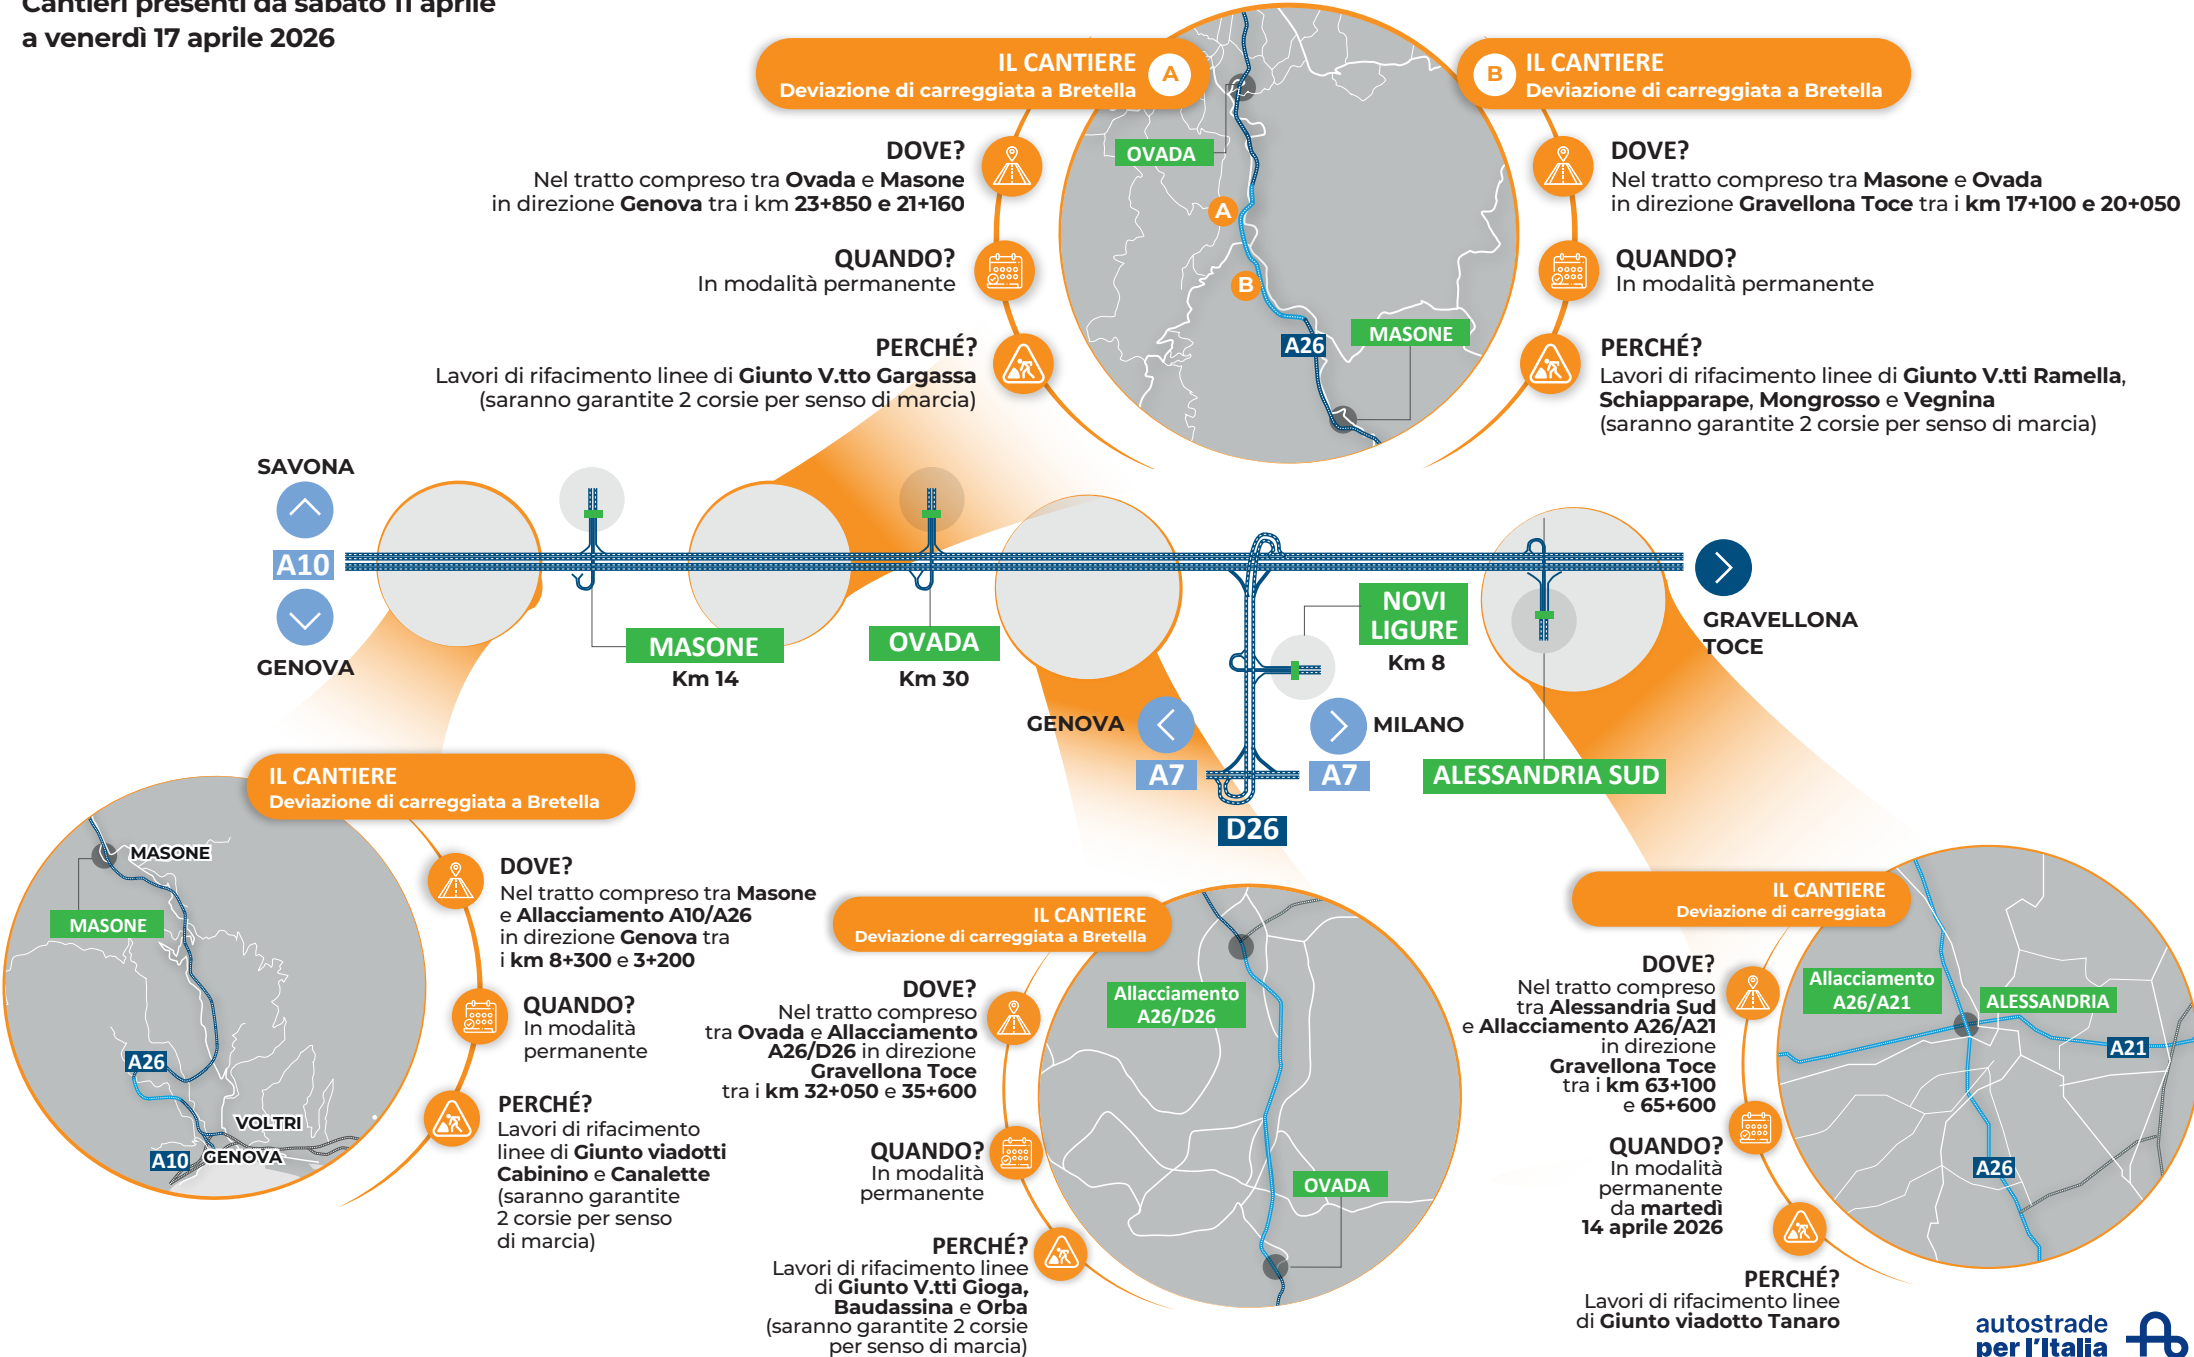 Cantieri presenti da sabato 11 aprile
a venerdì 17 aprile 2026
IL CANTIERE
Deviazione di carreggiata a Bretella
A
DOVE?
Nel tratto compreso tra Ovada e Masone
in direzione Genova tra i km 23+850 e 21+160
QUANDO?
In modalità permanente
PERCHÉ?
Lavori di rifacimento linee di Giunto V.tto Gargassa
(saranno garantite 2 corsie per senso di marcia)
OVADA
A
B
A26
MASONE
B
IL CANTIERE
Deviazione di carreggiata a Bretella
DOVE?
Nel tratto compreso tra Masone e Ovada
in direzione Gravellona Toce tra i km 17+100 e 20+050
QUANDO?
In modalità permanente
PERCHÉ?
Lavori di rifacimento linee di Giunto V.tti Ramella,
Schiapparape, Mongrosso e Vegnina
(saranno garantite 2 corsie per senso di marcia)
SAVONA
A10
GENOVA
MASONE
Km 14
OVADA
Km 30
NOVI
LIGURE
Km 8
GENOVA
A7
MILANO
A7
D26
ALESSANDRIA SUD
GRAVELLONA
TOCE
IL CANTIERE
Deviazione di carreggiata a Bretella
MASONE
MASONE
A26
VOLTRI
A10
GENOVA
DOVE?
Nel tratto compreso tra Masone
e Allacciamento A10/A26
in direzione Genova tra
i km 8+300 e 3+200
QUANDO?
In modalità
permanente
PERCHÉ?
Lavori di rifacimento
linee di Giunto viadotti
Cabinino e Canalette
(saranno garantite
2 corsie per senso
di marcia)
IL CANTIERE
Deviazione di carreggiata a Bretella
DOVE?
Nel tratto compreso
tra Ovada e Allacciamento
A26/D26 in direzione
Gravellona Toce
tra i km 32+050 e 35+600
QUANDO?
In modalità
permanente
PERCHÉ?
Lavori di rifacimento linee
di Giunto V.tti Gioga,
Baudassina e Orba
(saranno garantite 2 corsie
per senso di marcia)
Allacciamento
A26/D26
OVADA
IL CANTIERE
Deviazione di carreggiata
DOVE?
Nel tratto compreso
tra Alessandria Sud
e Allacciamento A26/A21
in direzione
Gravellona Toce
tra i km 63+100
e 65+600
QUANDO?
In modalità
permanente
da martedì
14 aprile 2026
PERCHÉ?
Lavori di rifacimento linee
di Giunto viadotto Tanaro
Allacciamento
A26/A21
ALESSANDRIA
A21
A26
autostrade
per l'Italia